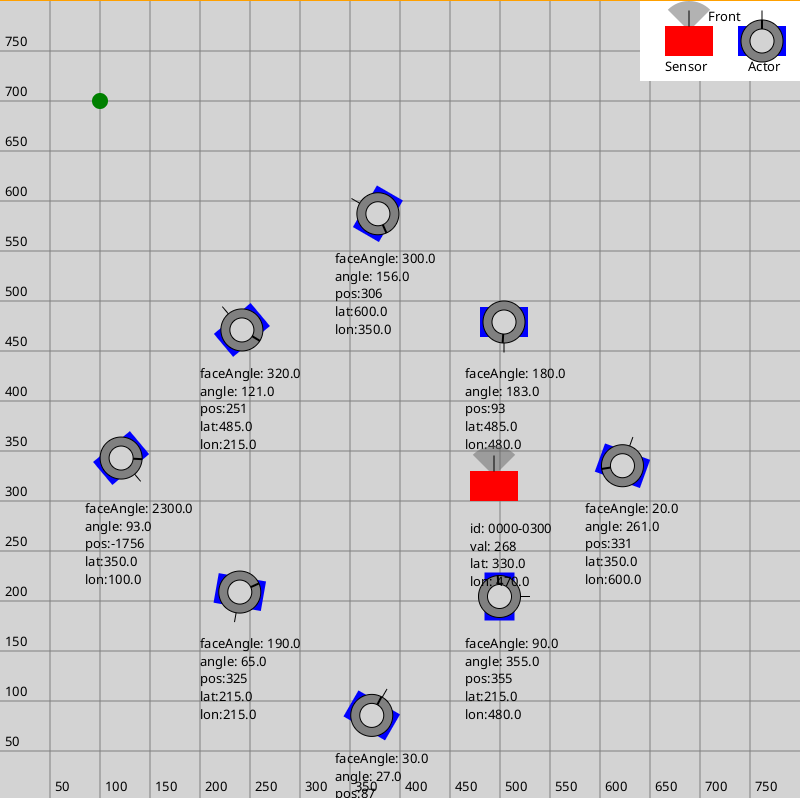 Front
Sensor
Actor
750
700
650
600
550
500
450
400
350
300
250
200
150
100
50
faceAngle: 300.0
angle: 156.0
pos:306
lat:600.0
lon:350.0
faceAngle: 320.0
angle: 121.0
pos:251
lat:485.0
lon:215.0
faceAngle: 180.0
angle: 183.0
pos:93
lat:485.0
lon:480.0
faceAngle: 2300.0
angle: 93.0
pos:-1756
lat:350.0
lon:100.0
id: 0000-0300
val: 268
lat: 330.0
lon: 470.0
faceAngle: 20.0
angle: 261.0
pos:331
lat:350.0
lon:600.0
faceAngle: 190.0
angle: 65.0
pos:325
lat:215.0
lon:215.0
faceAngle: 90.0
angle: 355.0
pos:355
lat:215.0
lon:480.0
faceAngle: 30.0
angle: 27.0
pos:87
50 100 150 200 250 300 350 400 450 500 550 600 650 700 750